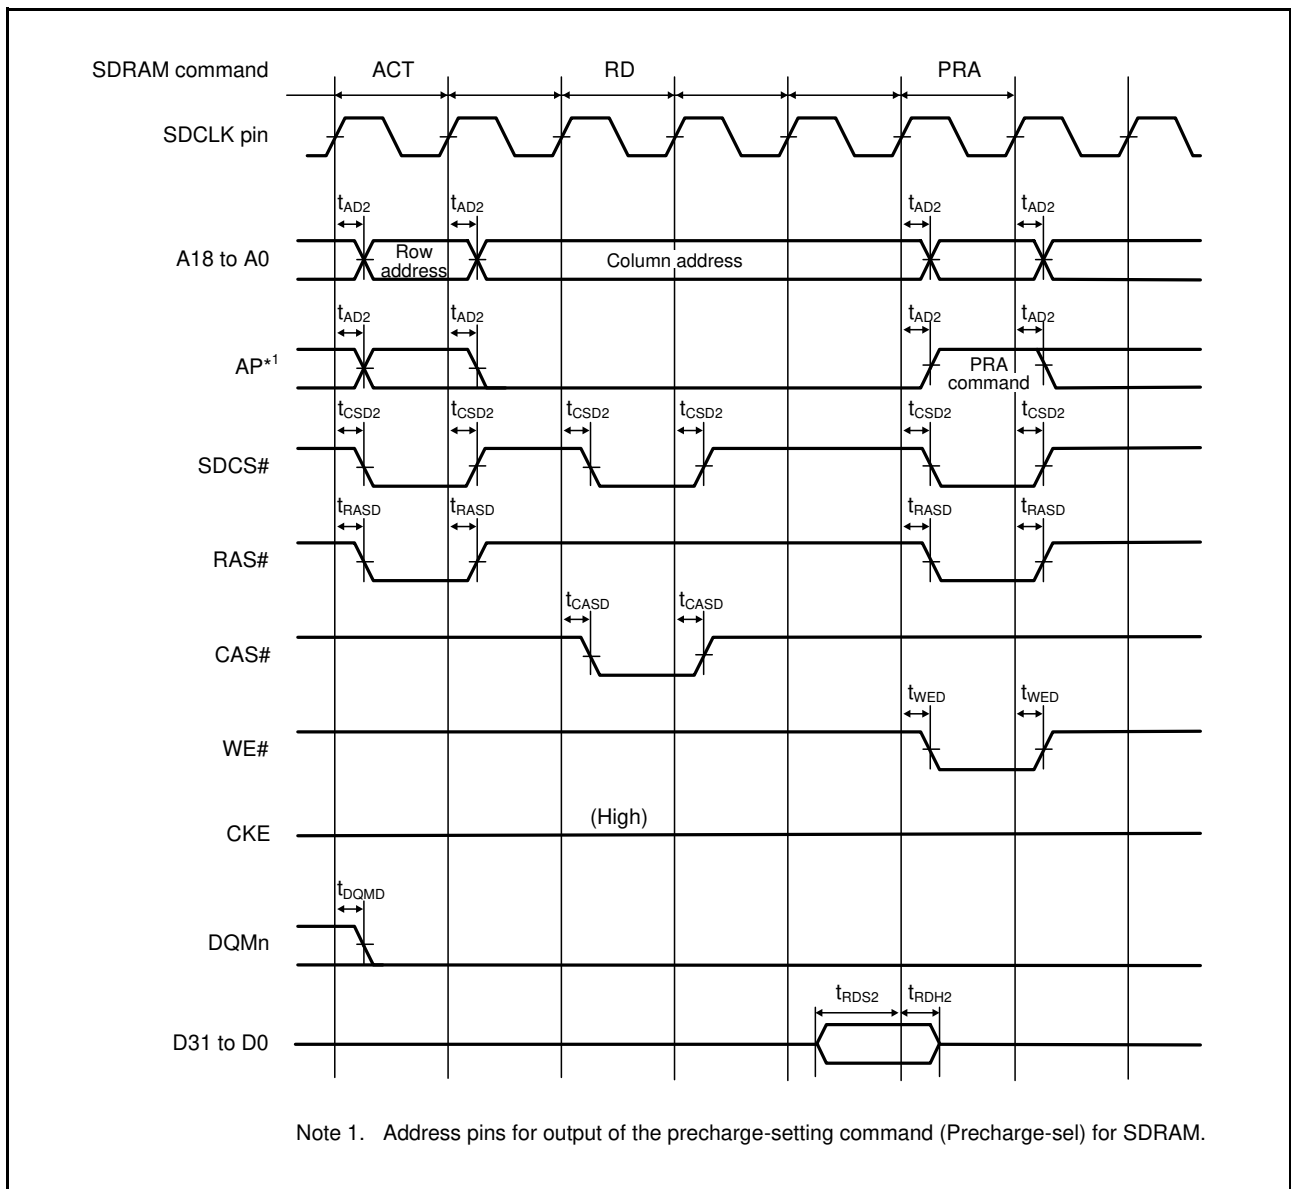 SDRAM command ACT RD PRA
SDCLK pin
tAD2 tAD2 tAD2 tAD2
A18 to A0 Row address Column address
tAD2 tAD2 tAD2 tAD2
AP*1 PRA command
tCSD2 tCSD2 tCSD2 tCSD2 tCSD2 tCSD2
SDCS#
tRASD tRASD tRASD tRASD
RAS#
tCASD tCASD
CAS#
tWED tWED
WE#
(High)
CKE
tDQMD
DQMn
tRDS2 tRDH2
D31 to D0
Note 1. Address pins for output of the precharge-setting command (Precharge-sel) for SDRAM.